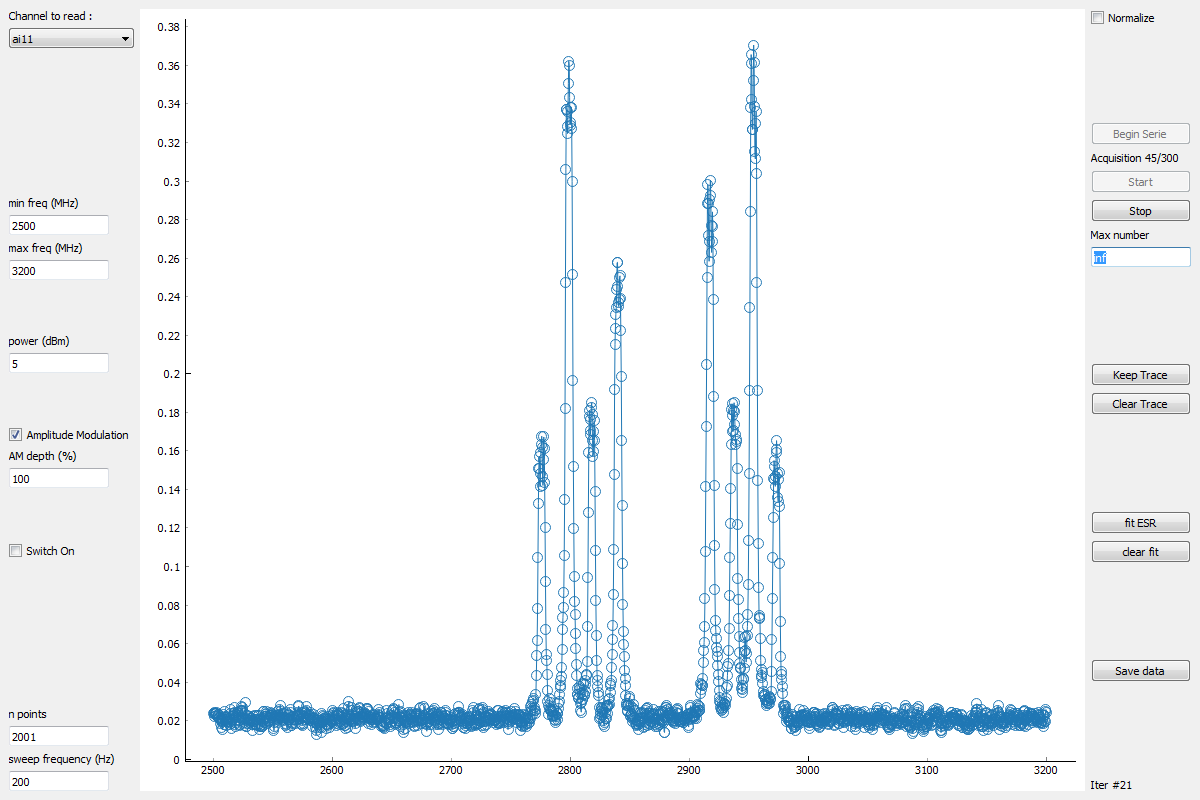 Channel to read :
ai11
min freq (MHz)
2500
max freq (MHz)
3200
power (dBm)
5
Amplitude Modulation
AM depth (%)
100
Switch On
n points
2001
sweep frequency (Hz)
200
0.38
0.36
0.34
0.32
0.3
0.28
0.26
0.24
0.22
0.2
0.18
0.16
0.14
0.12
0.1
0.08
0.06
0.04
0.02
0
2500
2600
2700
2800
2900
3000
3100
3200
Normalize
Begin Serie
Acquisition 45/300
Start
Stop
Max number
inf
Keep Trace
Clear Trace
fit ESR
clear fit
Save data
Iter #21